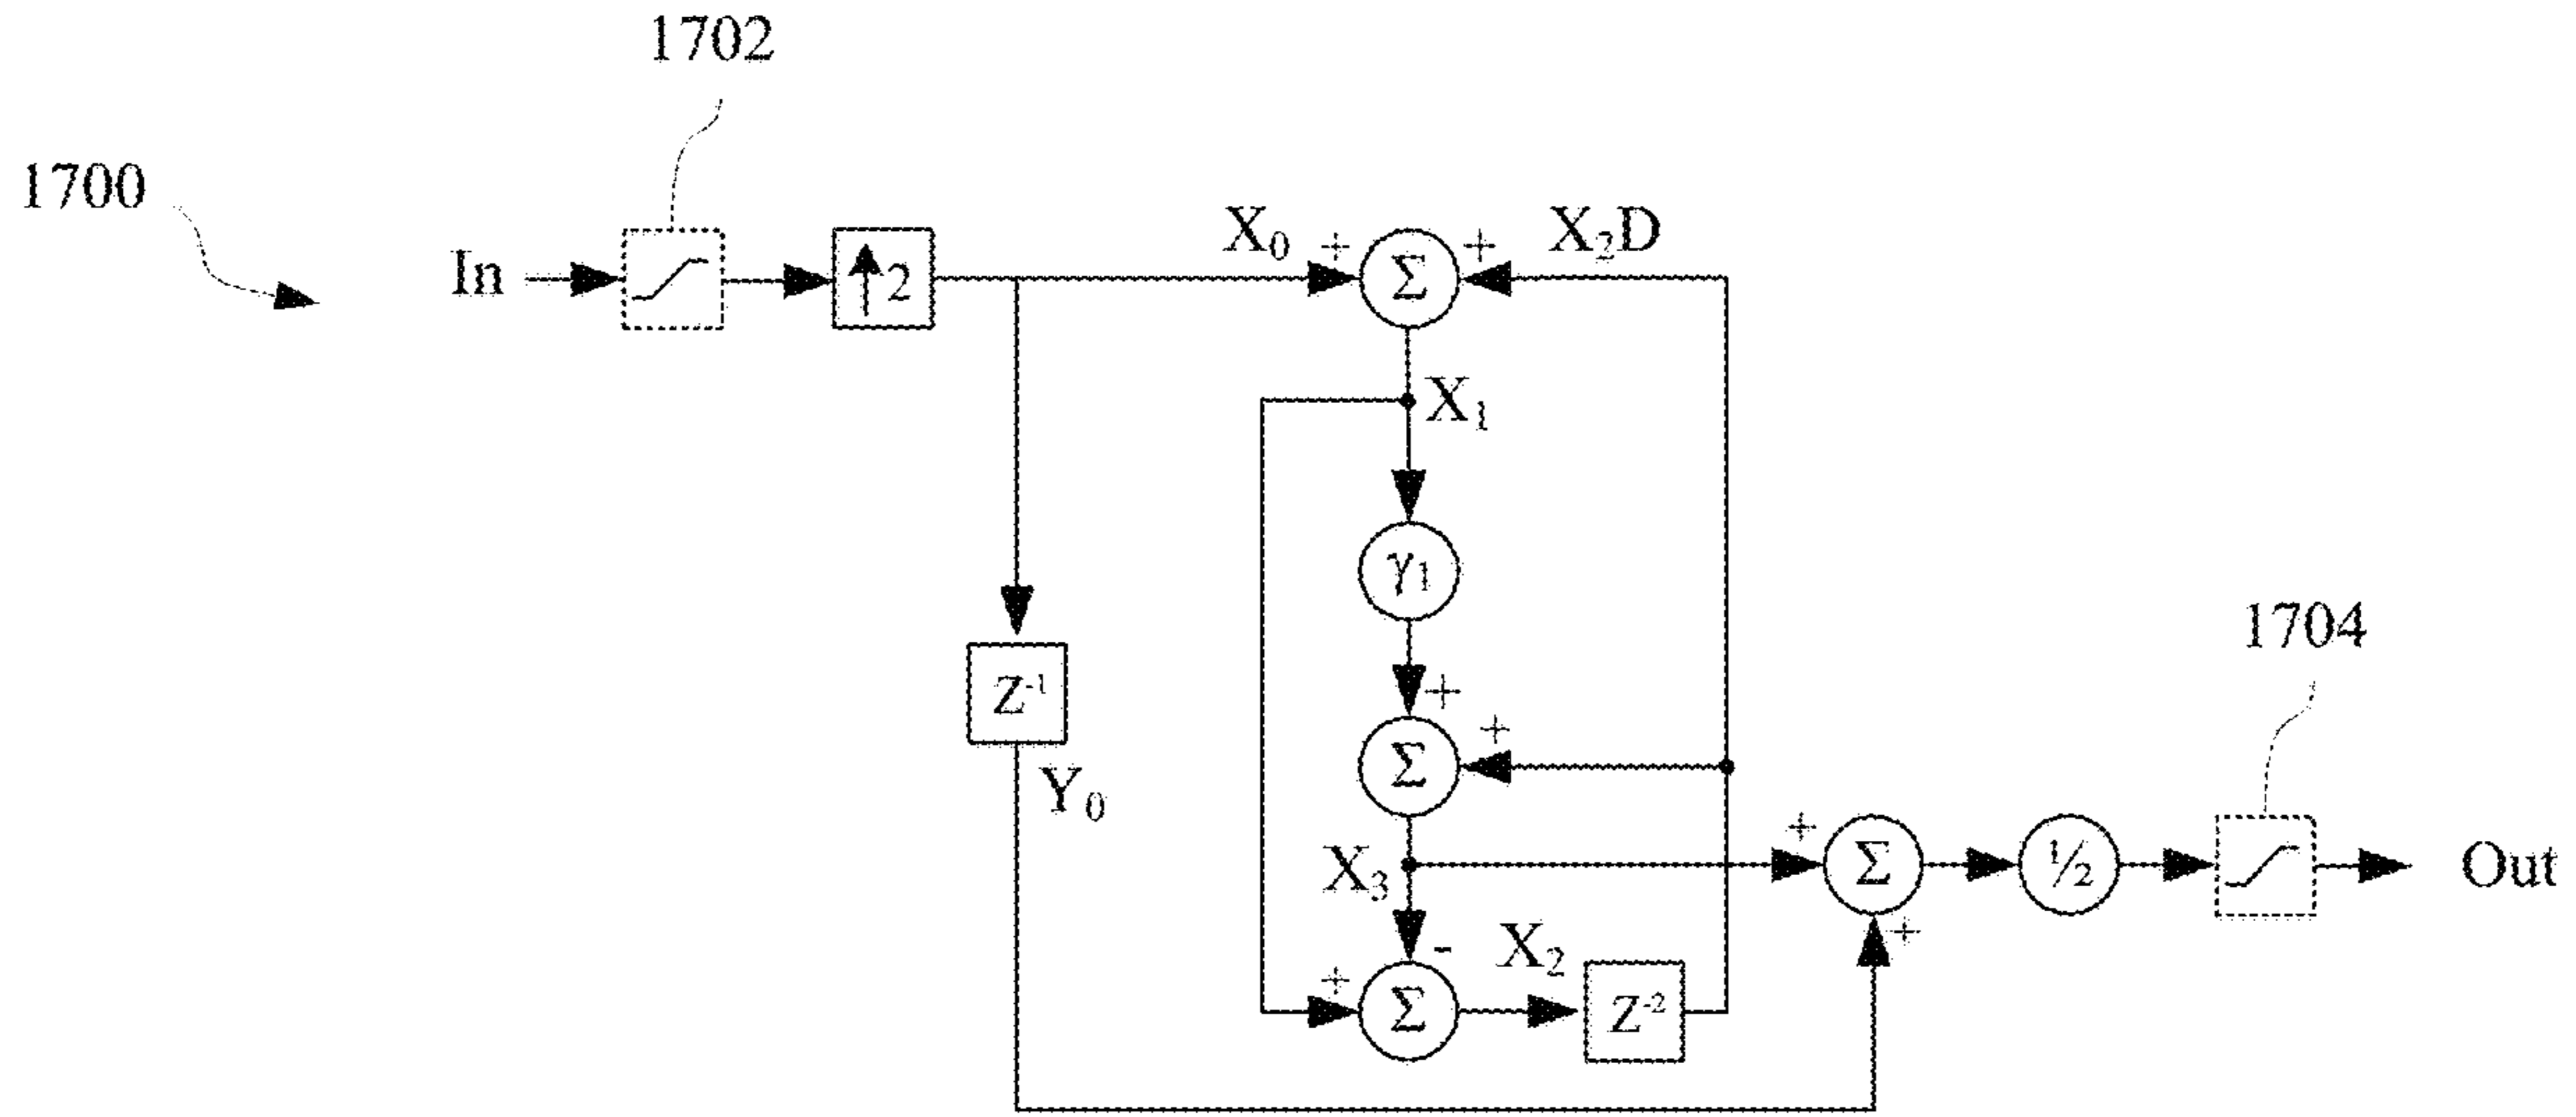 1702
1700
In
↑2
X₀
+
Σ
+
X₂D
X₁
γ₁
Z⁻¹
Y₀
+
Σ
+
X₃
-
+
Σ
X₂
Z⁻²
+
Σ
+
½
1704
Out